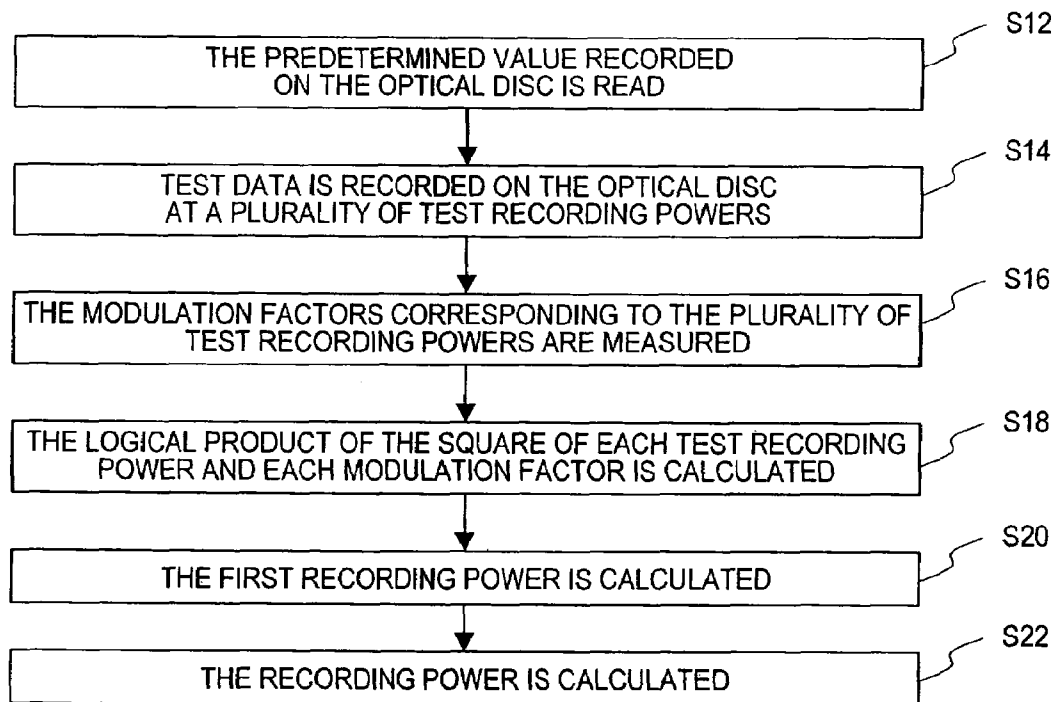 S12
THE PREDETERMINED VALUE RECORDED
ON THE OPTICAL DISC IS READ
S14
TEST DATA IS RECORDED ON THE OPTICAL DISC
AT A PLURALITY OF TEST RECORDING POWERS
S16
THE MODULATION FACTORS CORRESPONDING TO THE PLURALITY OF
TEST RECORDING POWERS ARE MEASURED
S18
THE LOGICAL PRODUCT OF THE SQUARE OF EACH TEST RECORDING
POWER AND EACH MODULATION FACTOR IS CALCULATED
S20
THE FIRST RECORDING POWER IS CALCULATED
S22
THE RECORDING POWER IS CALCULATED